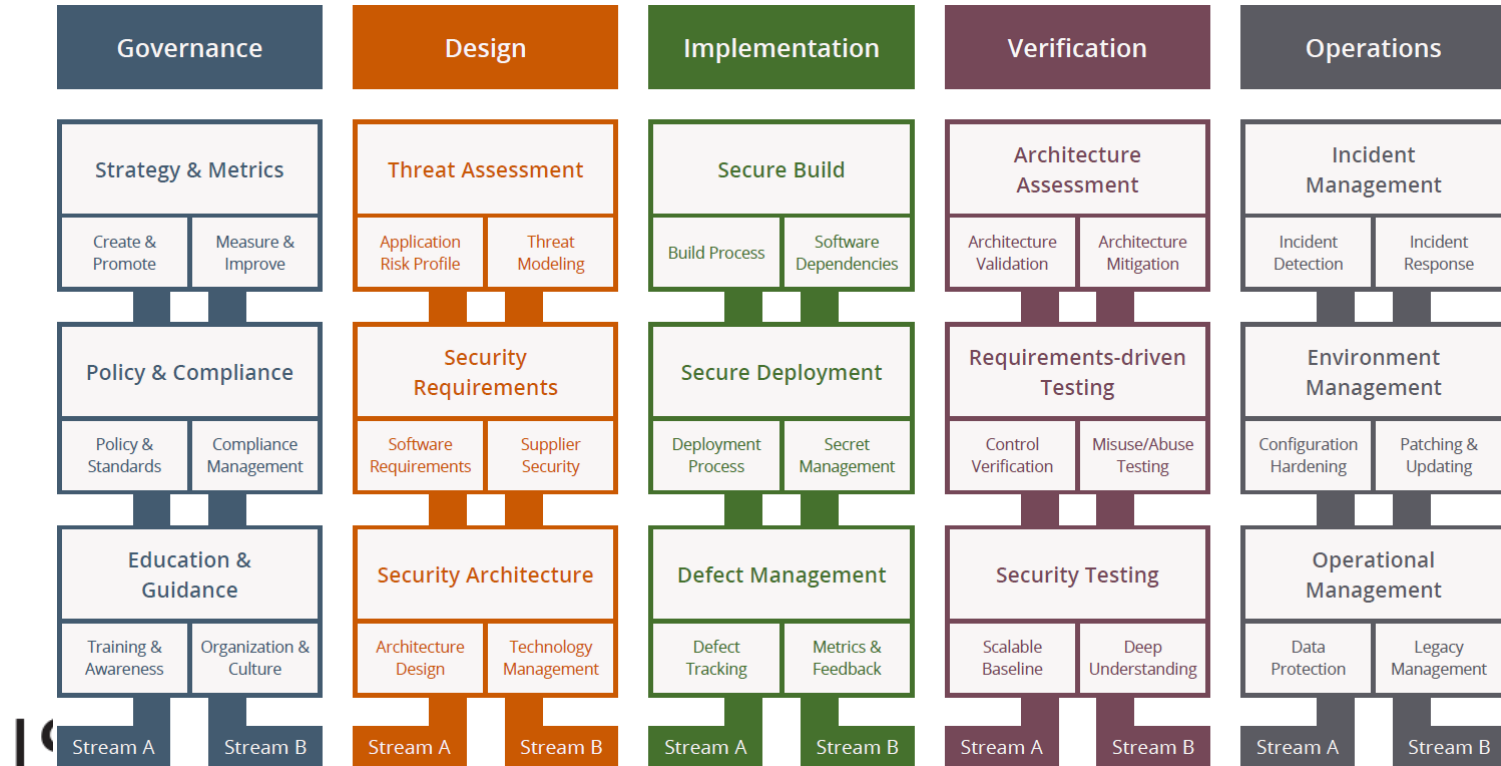 Governance
Design
Implementation
Verification
Operations
Strategy & Metrics
Create &
Promote
Measure &
Improve
Policy & Compliance
Policy &
Standards
Compliance
Management
Education &
Guidance
Training &
Awareness
Organization &
Culture
Stream A
Stream B
Threat Assessment
Application
Risk Profile
Threat
Modeling
Security
Requirements
Software
Requirements
Supplier
Security
Security Architecture
Architecture
Design
Technology
Management
Stream A
Stream B
Secure Build
Build Process
Software
Dependencies
Secure Deployment
Deployment
Process
Secret
Management
Defect Management
Defect
Tracking
Metrics &
Feedback
Stream A
Stream B
Architecture
Assessment
Architecture
Validation
Architecture
Mitigation
Requirements-driven
Testing
Control
Verification
Misuse/Abuse
Testing
Security Testing
Scalable
Baseline
Deep
Understanding
Stream A
Stream B
Incident
Management
Incident
Detection
Incident
Response
Environment
Management
Configuration
Hardening
Patching &
Updating
Operational
Management
Data
Protection
Legacy
Management
Stream A
Stream B